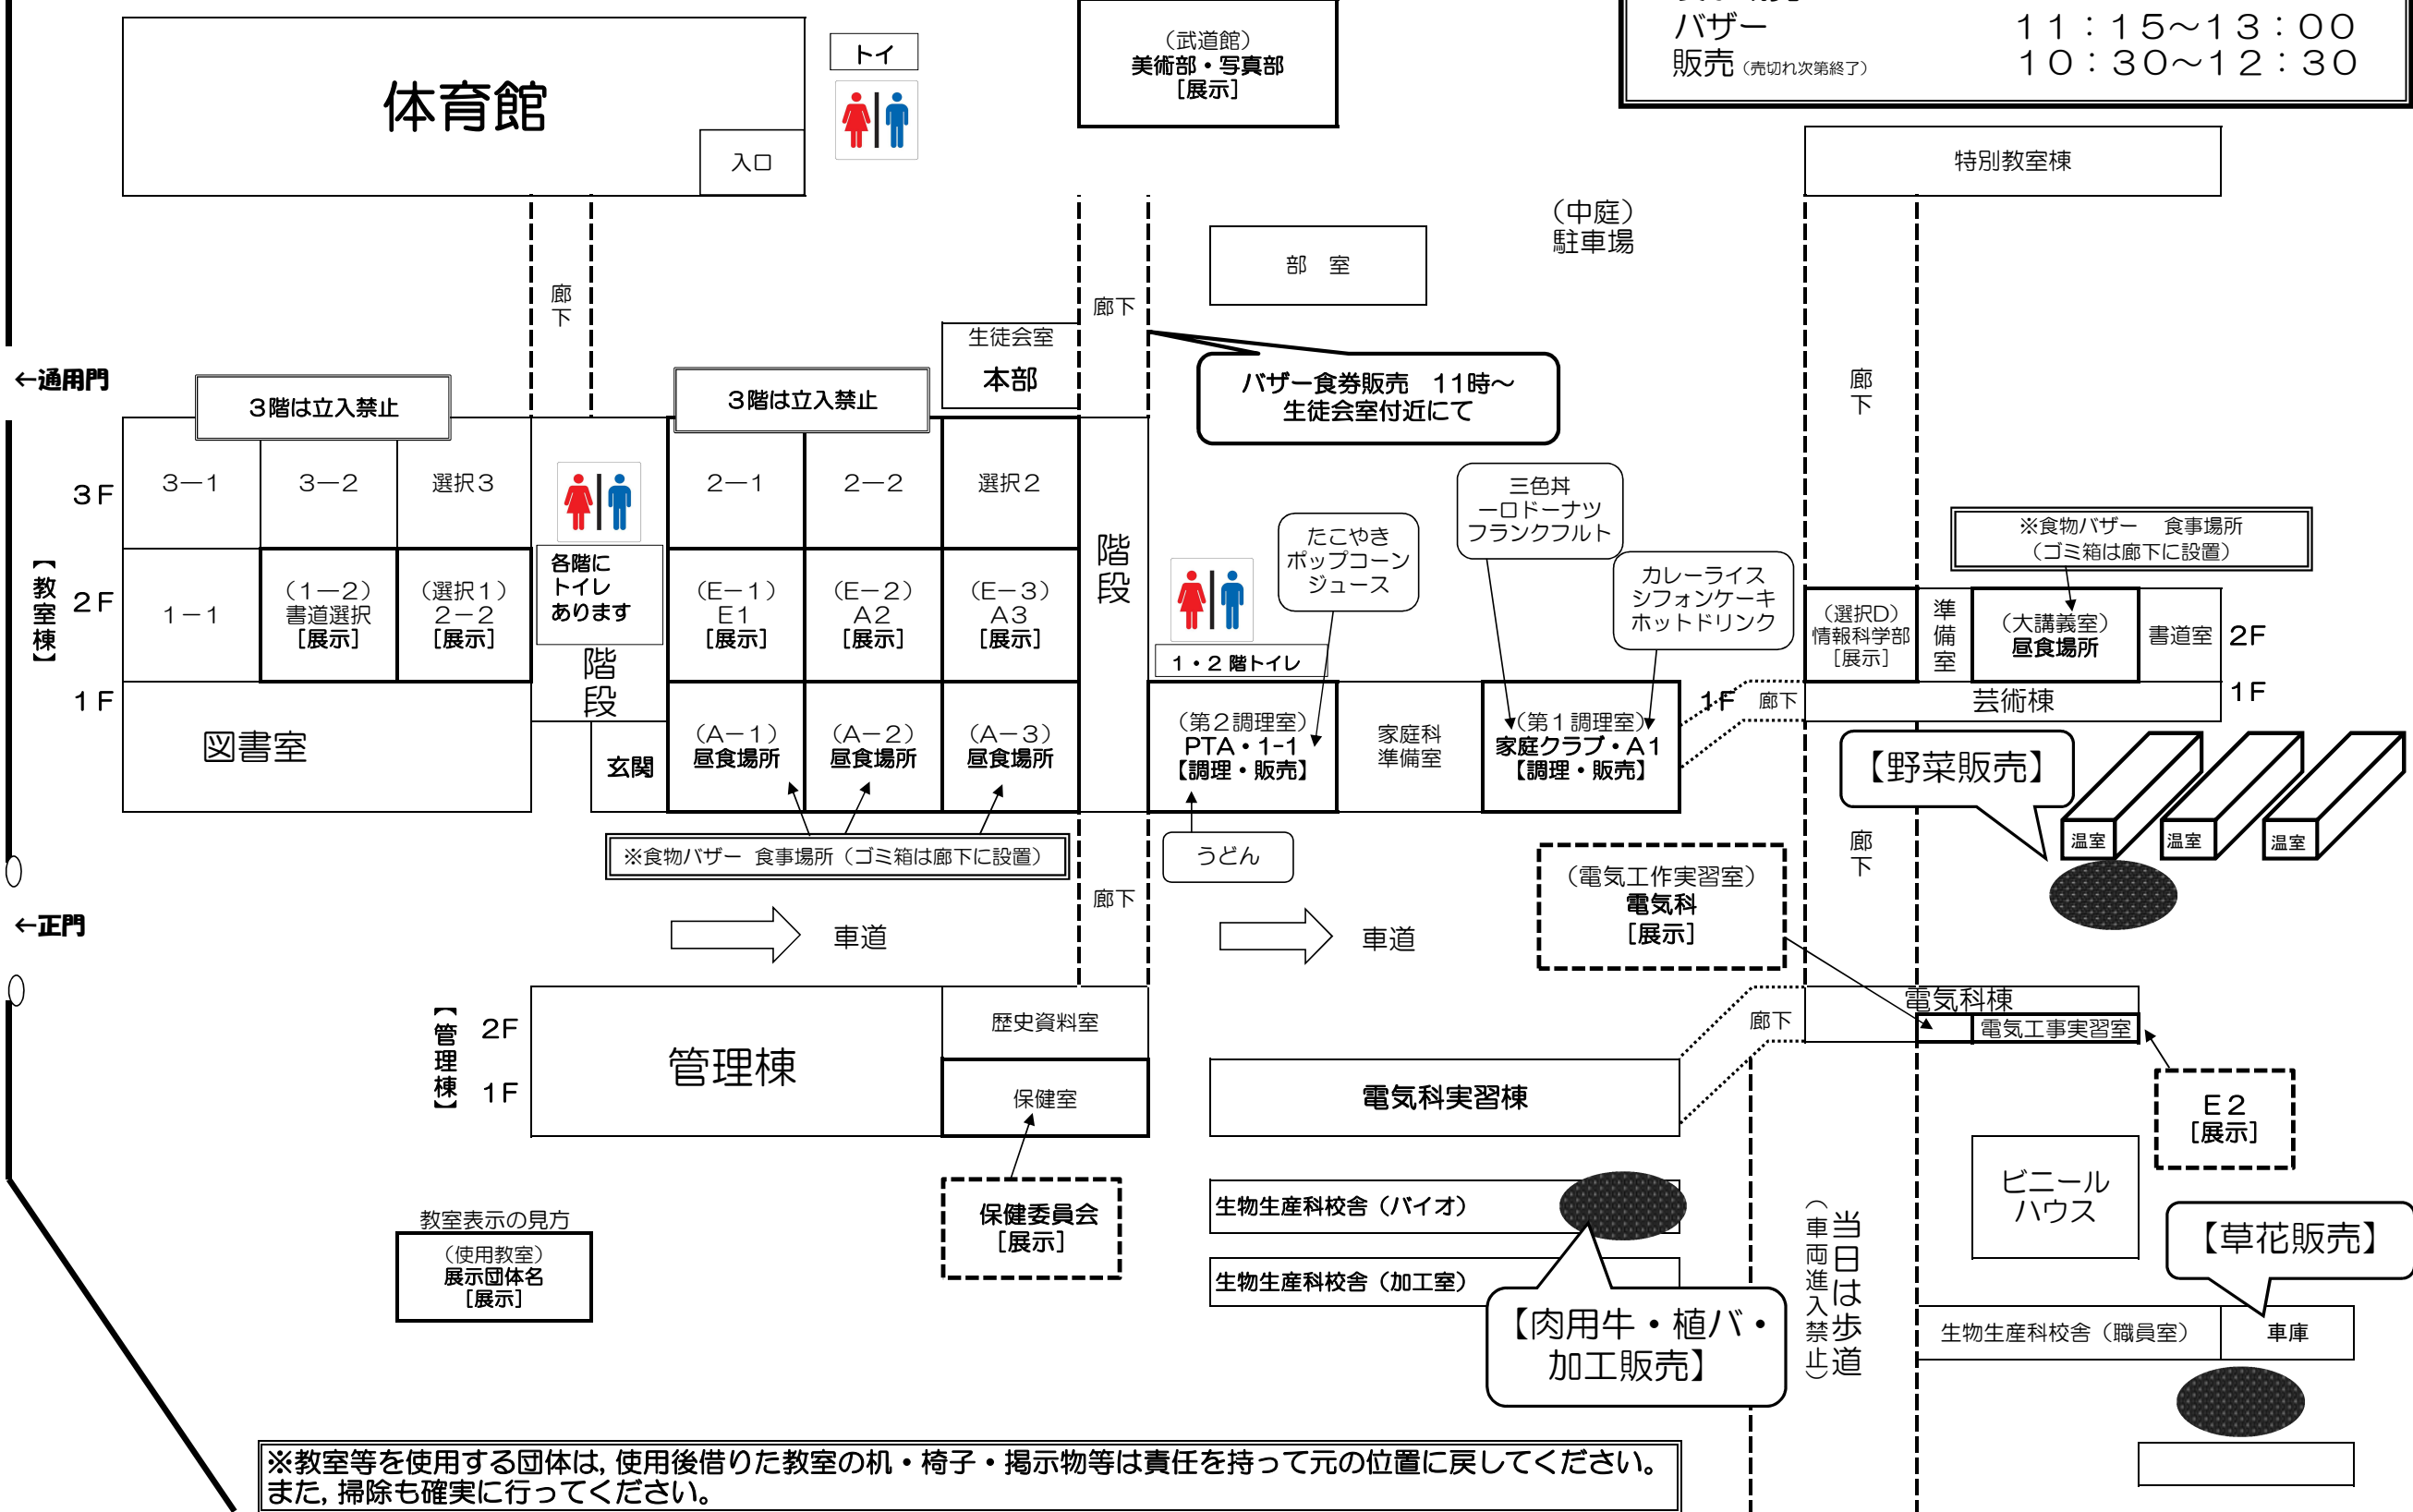 バザー　１１：１５～１３：００
販売（売切れ次第終了）　１０：３０～１２：３０
体育館
入口
トイ
（武道館）
美術部・写真部
［展示］
特別教室棟
（中庭）
駐車場
部　室
廊下
廊下
廊下
生徒会室
本部
バザー食券販売　11時～
生徒会室付近にて
←通用門
３階は立入禁止
３階は立入禁止
【教室棟】
３Ｆ
３－１
３－２
選択３
２－１
２－２
選択２
２Ｆ
１－１
（１－２）
書道選択
［展示］
（選択１）
２－２
［展示］
各階に
トイレ
あります
階段
（Ｅ－１）
Ｅ１
［展示］
（Ｅ－２）
Ａ２
［展示］
（Ｅ－３）
Ａ３
［展示］
階段
１・２階トイレ
たこやき
ポップコーン
ジュース
三色丼
一口ドーナツ
フランクフルト
カレーライス
シフォンケーキ
ホットドリンク
※食物バザー　食事場所
（ゴミ箱は廊下に設置）
（選択Ｄ）
情報科学部
［展示］
準備室
（大講義室）
昼食場所
書道室
２Ｆ
１Ｆ
図書室
玄関
（Ａ－１）
昼食場所
（Ａ－２）
昼食場所
（Ａ－３）
昼食場所
（第２調理室）
PTA・1-1
【調理・販売】
家庭科
準備室
（第１調理室）
家庭クラブ・Ａ１
【調理・販売】
１Ｆ
廊下
芸術棟
１Ｆ
※食物バザー　食事場所（ゴミ箱は廊下に設置）
うどん
【野菜販売】
温室
温室
温室
廊下
（電気工作実習室）
電気科
［展示］
←正門
車道
廊下
車道
【管理棟】
２Ｆ
１Ｆ
管理棟
歴史資料室
保健室
保健委員会
［展示］
廊下
電気科棟
電気工事実習室
電気科実習棟
Ｅ２
［展示］
ビニール
ハウス
生物生産科校舎（バイオ）
生物生産科校舎（加工室）
【肉用牛・植バ・
加工販売】
当日は歩道
（車両進入禁止）
【草花販売】
生物生産科校舎（職員室）
車庫
教室表示の見方
（使用教室）
展示団体名
［展示］
※教室等を使用する団体は，使用後借りた教室の机・椅子・掲示物等は責任を持って元の位置に戻してください。
また，掃除も確実に行ってください。